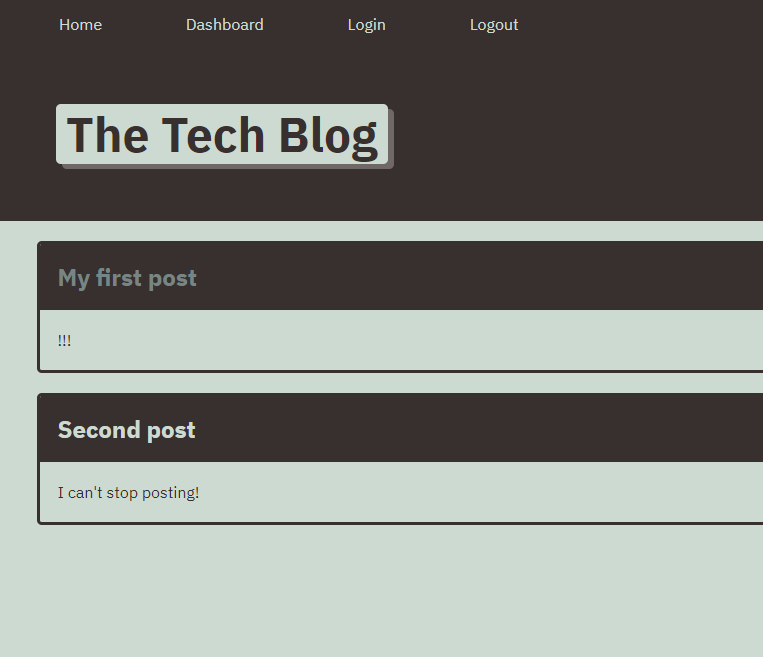 Home Dashboard Login Logout
The Tech Blog
My first post
!!!
Second post
I can't stop posting!